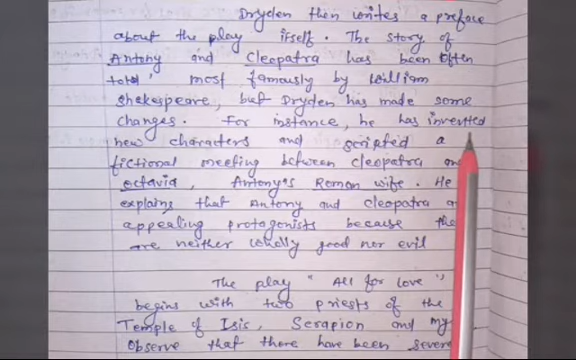 Dryden then writes a preface
about the play itself. The story of
Antony and Cleopatra has been often
told, most famously by William
Shakespeare, but Dryden has made some
changes. For instance, he has invented
new characters and scripted a
fictional meeting between cleopatra an
octavia, Antony's Roman wife. He
explains that Antony and cleopatra a
appealing protagonists because the
are neither wholly good nor evil
The play "All for Love"
begins with two priests of the
Temple of Isis, Serapion and My
observe that there have been sever